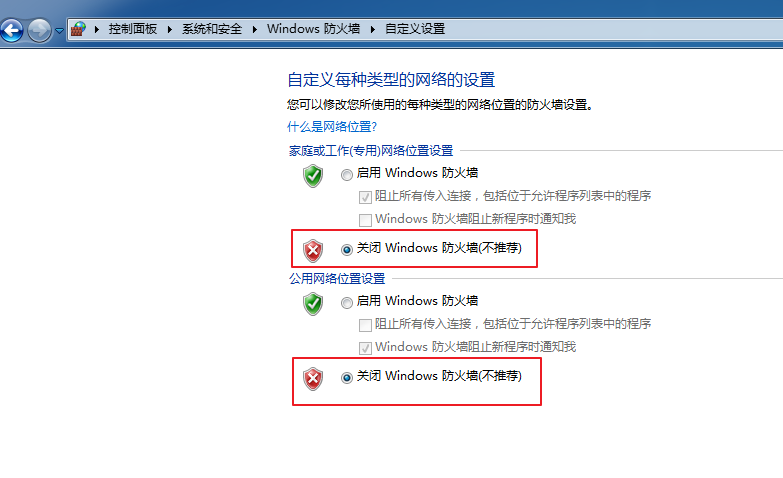 控制面板 系统和安全 Windows 防火墙 自定义设置
自定义每种类型的网络的设置
您可以修改您所使用的每种类型的网络位置的防火墙设置。
什么是网络位置?
家庭或工作(专用)网络位置设置
启用 Windows 防火墙
阻止所有传入连接，包括位于允许程序列表中的程序
Windows 防火墙阻止新程序时通知我
关闭 Windows 防火墙(不推荐)
公用网络位置设置
启用 Windows 防火墙
阻止所有传入连接，包括位于允许程序列表中的程序
Windows 防火墙阻止新程序时通知我
关闭 Windows 防火墙(不推荐)